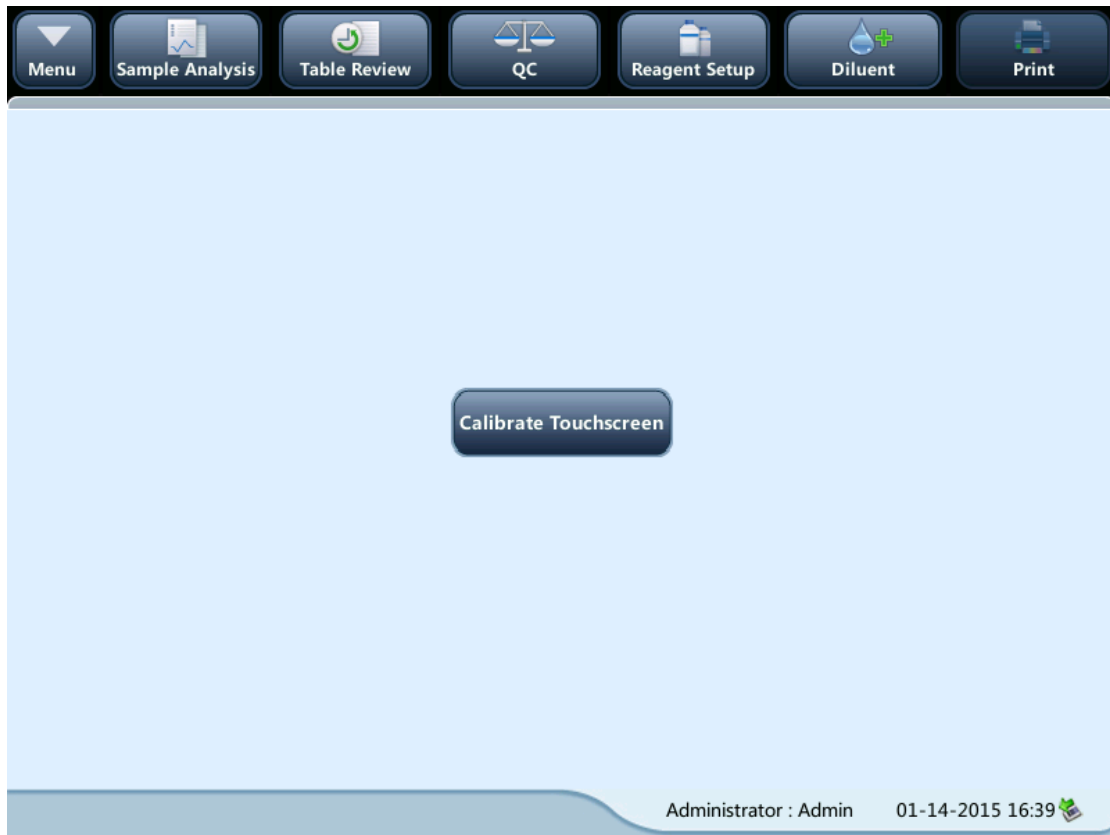 Menu
Sample Analysis
Table Review
QC
Reagent Setup
Diluent
Print
Calibrate Touchscreen
Administrator : Admin
01-14-2015 16:39